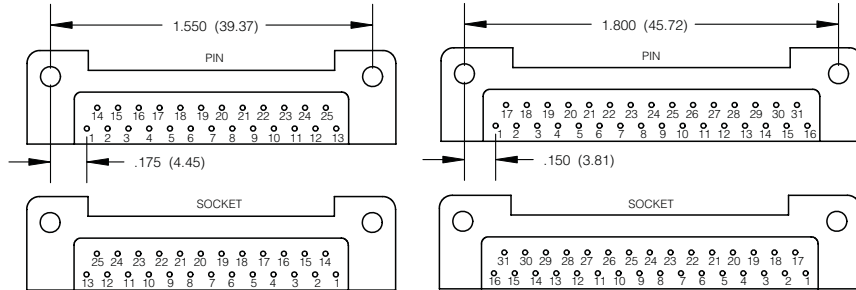 1.550 (39.37)
PIN
14 15 16 17 18 19 20 21 22 23 24 25
1 2 3 4 5 6 7 8 9 10 11 12 13
.175 (4.45)
SOCKET
25 24 23 22 21 20 19 18 17 16 15 14
13 12 11 10 9 8 7 6 5 4 3 2 1
1.800 (45.72)
PIN
17 18 19 20 21 22 23 24 25 26 27 28 29 30 31
1 2 3 4 5 6 7 8 9 10 11 12 13 14 15 16
.150 (3.81)
SOCKET
31 30 29 28 27 26 25 24 23 22 21 20 19 18 17
16 15 14 13 12 11 10 9 8 7 6 5 4 3 2 1